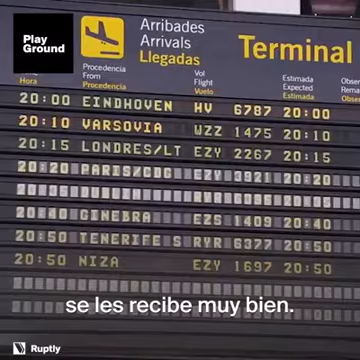 Play
Ground
Arribades
Arrivals
Llegadas
Terminal
Hora
Procedencia
From
Procedencia
Vol
Flight
Vuelo
Estimada
Expected
Estimada
20:00 EINDHOVEN HV 6787 20:00
20:10 VARSOVIA WZZ 1475 20:10
20:15 LONDRES/LT EZY 2267 20:15
20:20 PARIS/CDG EZY 3921 20:20
20:40 GINEBRA EZS 1409 20:40
20:50 TENERIFE S RYR 6377 20:50
20:50 NIZA EZY 1697 20:50
se les recibe muy bien.
Ruptly